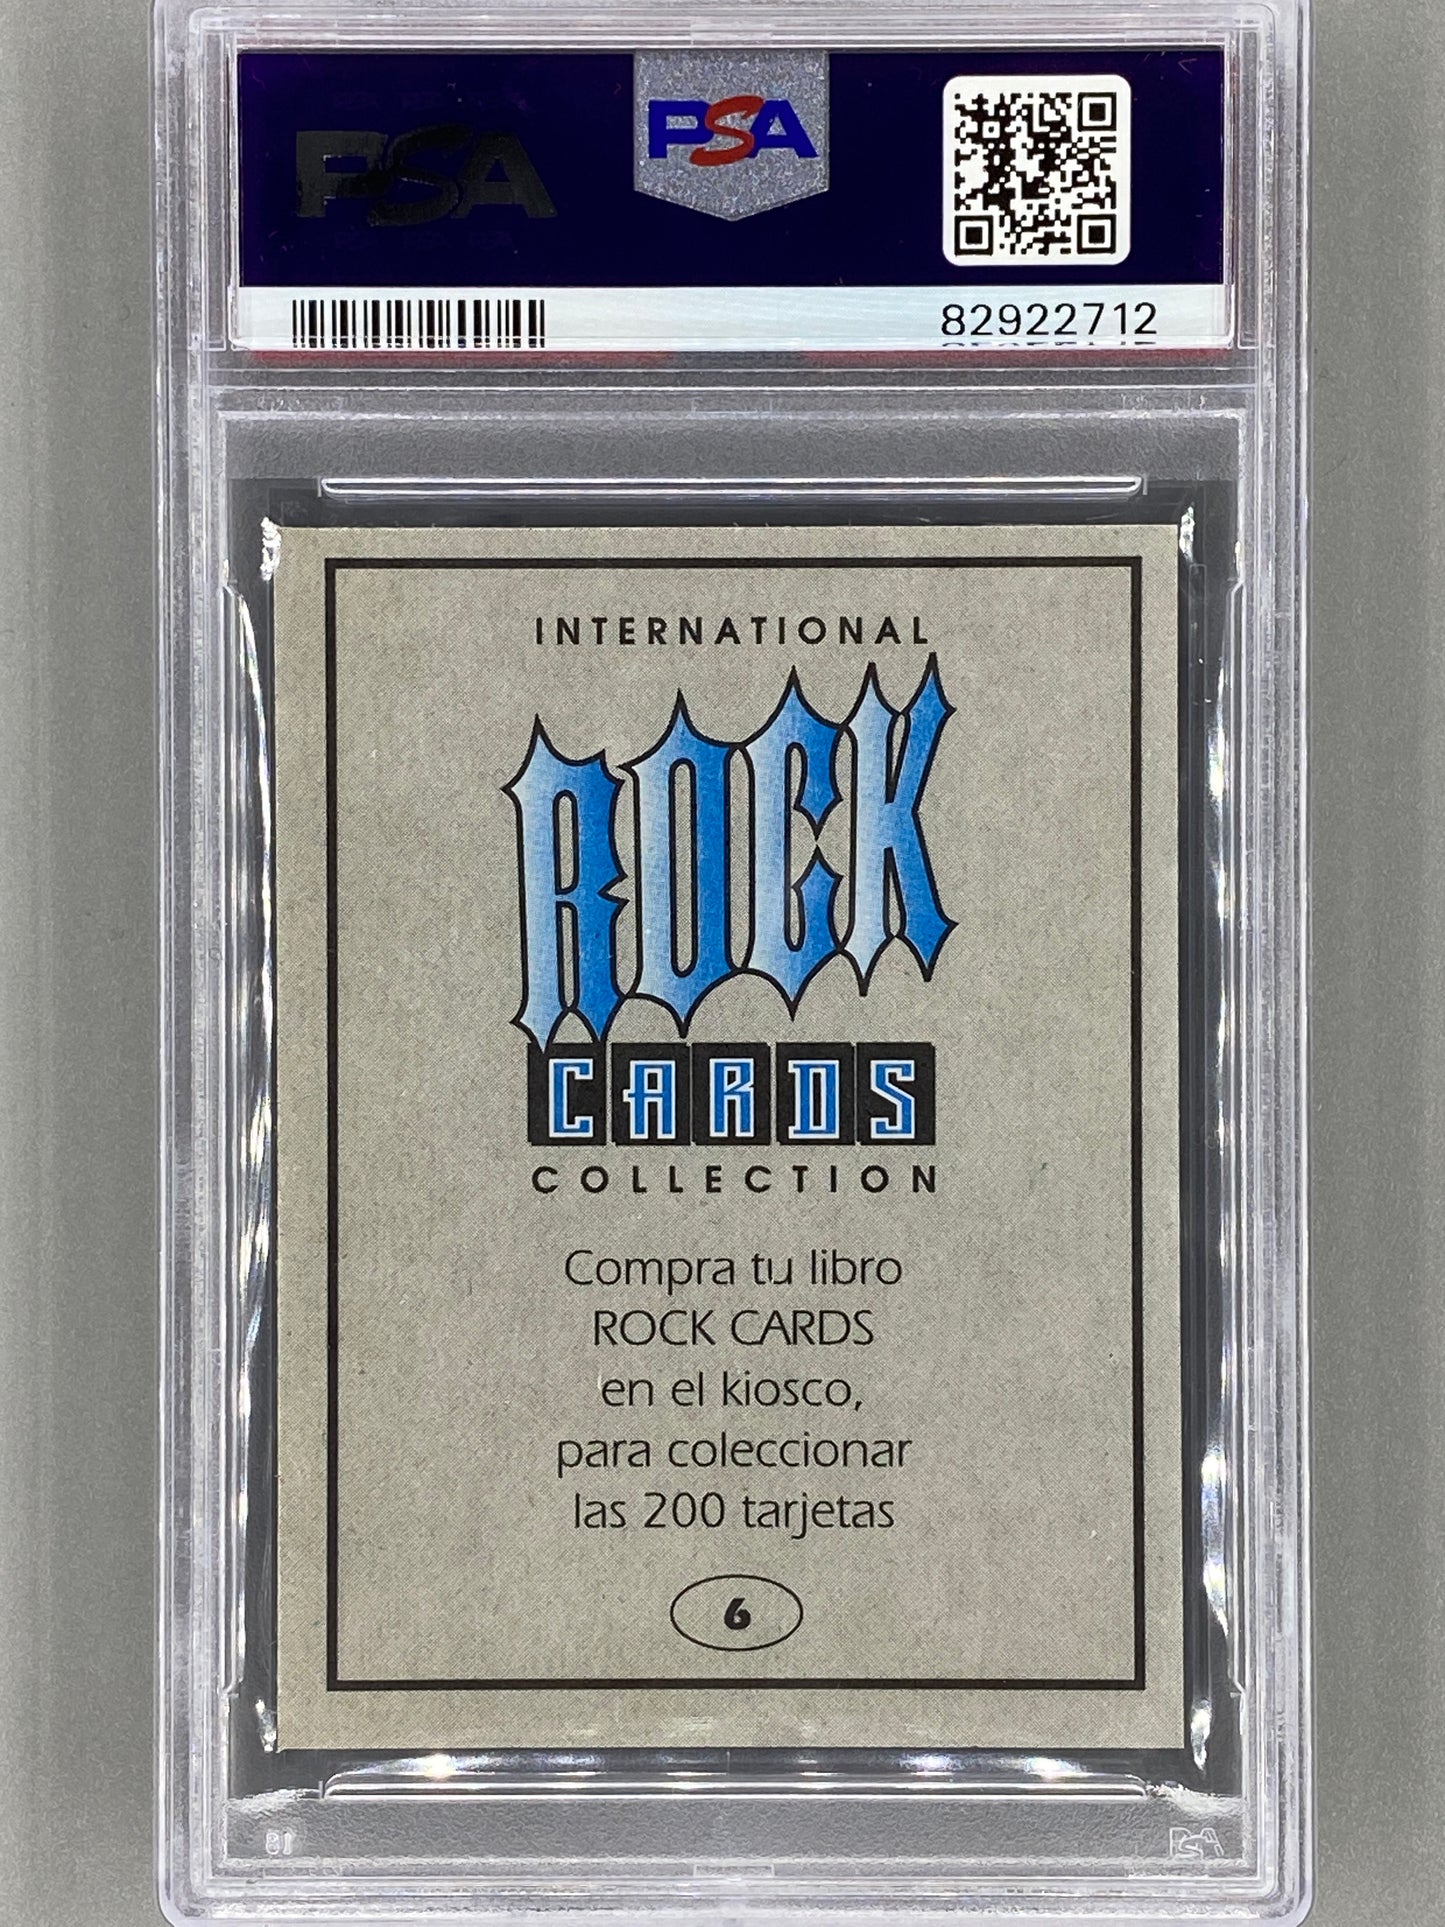 PSA
PSA
82922712
INTERNATIONAL
ROCK
CARDS
COLLECTION
Compra tu libro
ROCK CARDS
en el kiosco,
para coleccionar
las 200 tarjetas
6
PSA